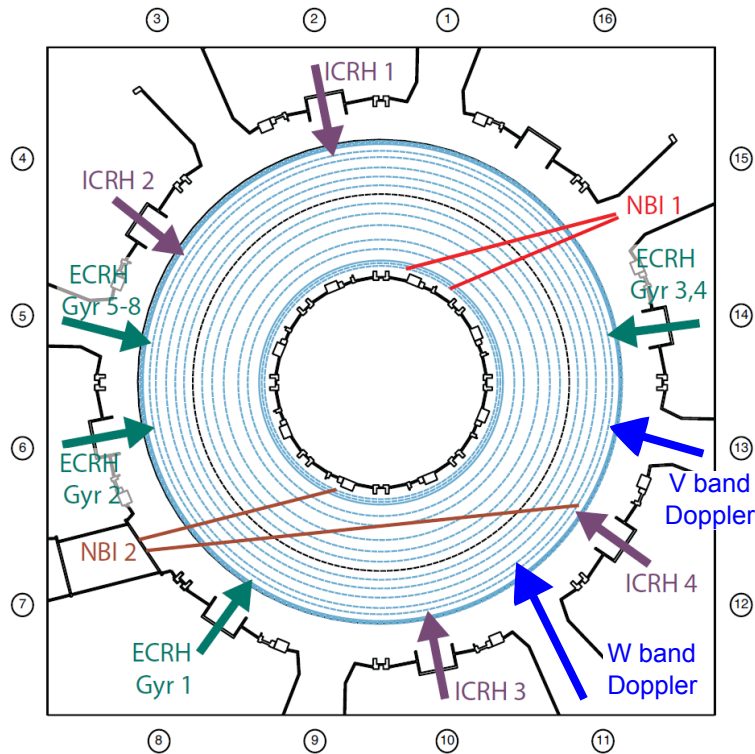 3
2
1
16
ICRH 1
4
15
ICRH 2
NBI 1
ECRH
Gyr 3,4
ECRH
Gyr 5-8
5
14
6
13
ECRH
Gyr 2
V band
Doppler
NBI 2
ICRH 4
7
12
ECRH
Gyr 1
W band
Doppler
ICRH 3
8
9
10
11